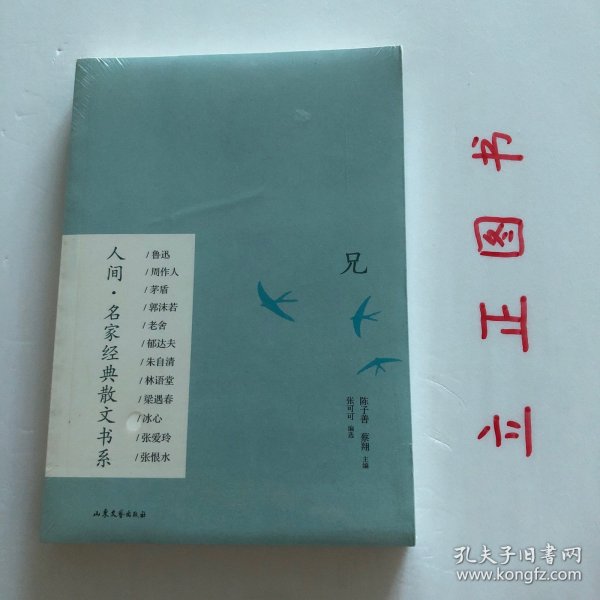 兄
陈子善 蔡翔 主编
张可可 编选
人间·名家经典散文书系
/鲁迅
/周作人
/茅盾
/郭沫若
/老舍
/郁达夫
/朱自清
/林语堂
/梁遇春
/冰心
/张爱玲
/张恨水
山东文艺出版社
立正图书
孔夫子旧书网
www.kongfz.com